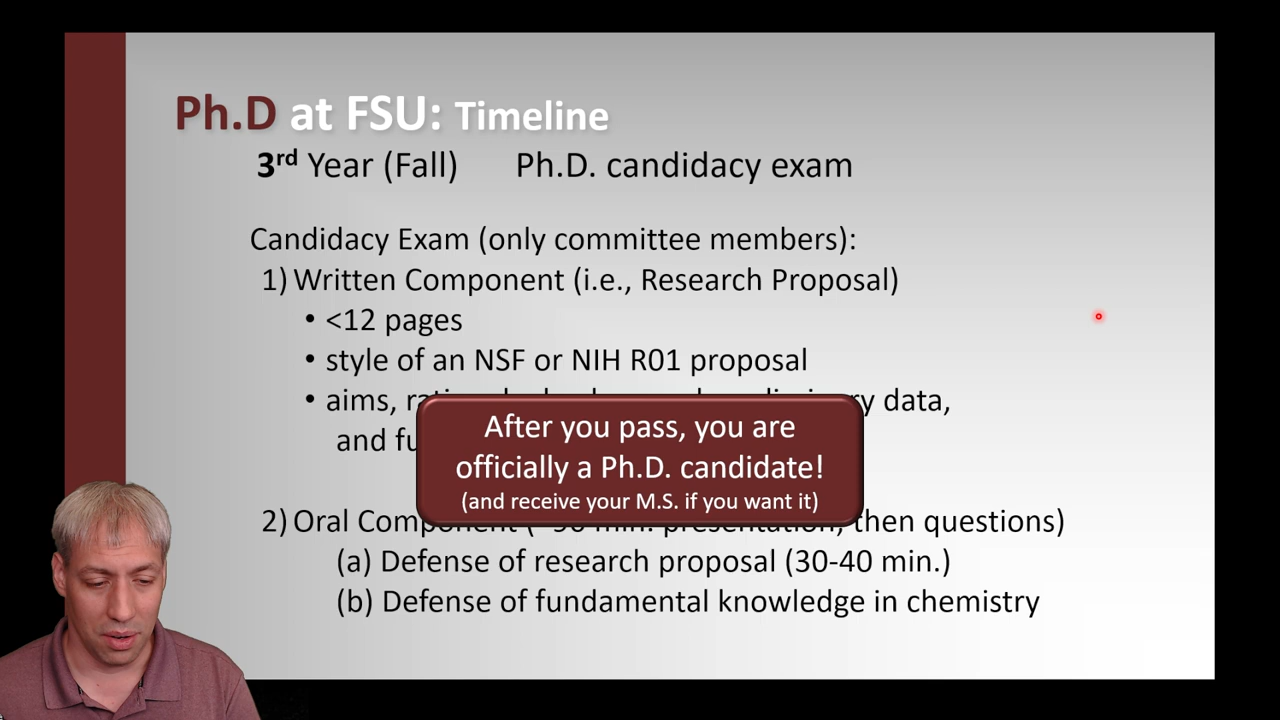 Ph.D at FSU: Timeline
3rd Year (Fall) Ph.D. candidacy exam
Candidacy Exam (only committee members):
1) Written Component (i.e., Research Proposal)
• <12 pages
• style of an NSF or NIH R01 proposal
• aims, data,
and
After you pass, you are
officially a Ph.D. candidate!
(and receive your M.S. if you want it)
2) Oral Component min. presentation, then questions)
(a) Defense of research proposal (30-40 min.)
(b) Defense of fundamental knowledge in chemistry